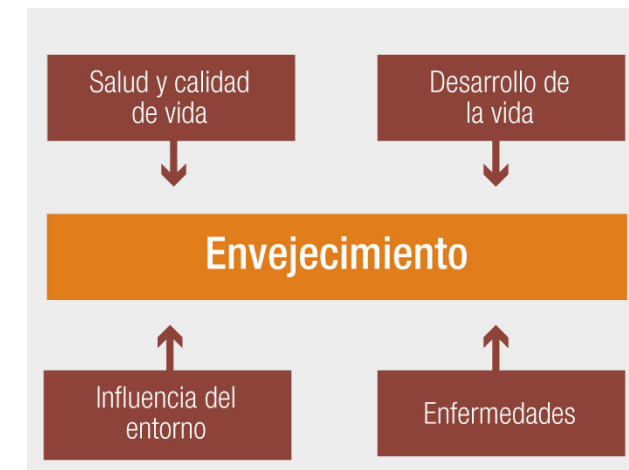 Salud y calidad
de vida
Desarrollo de
la vida
Envejecimiento
Influencia del
entorno
Enfermedades